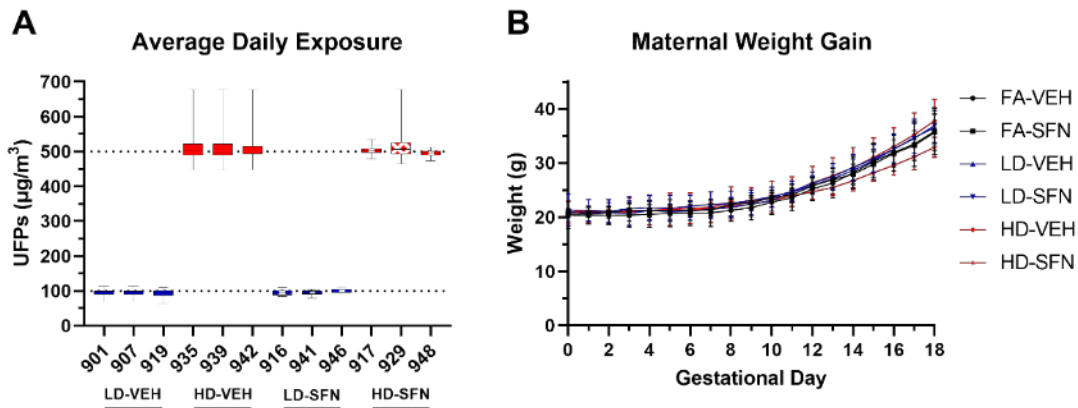 A
Average Daily Exposure
UFPs (µg/m³)
700
600
500
400
300
200
100
0
901 907 919 935 939 942 916 941 946 917 929 948
LD-VEH HD-VEH LD-SFN HD-SFN
B
Maternal Weight Gain
Weight (g)
40
20
0
0 2 4 6 8 10 12 14 16 18
Gestational Day
FA-VEH
FA-SFN
LD-VEH
LD-SFN
HD-VEH
HD-SFN